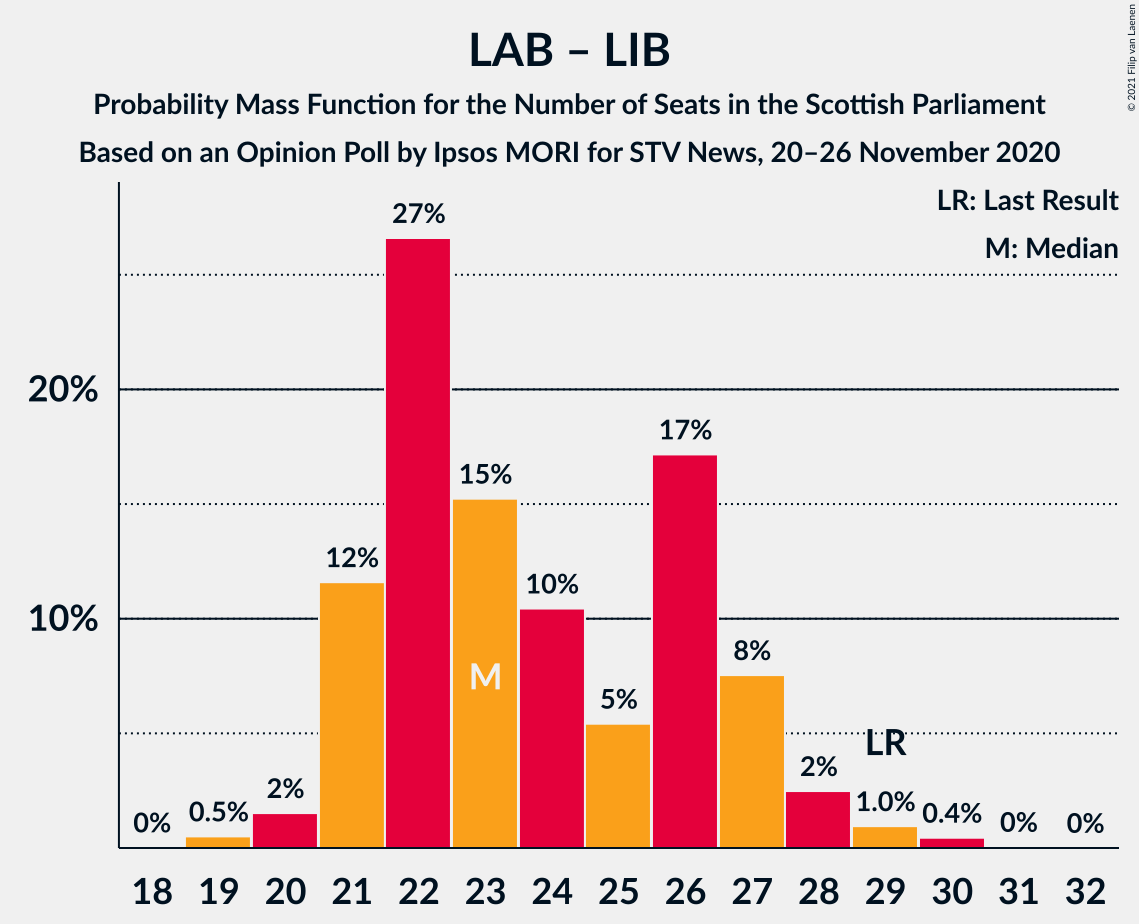 LAB – LIB
Probability Mass Function for the Number of Seats in the Scottish Parliament
Based on an Opinion Poll by Ipsos MORI for STV News, 20–26 November 2020
© 2021 Filip van Laenen
LR: Last Result
M: Median
20%
10%
0%
0.5%
2%
12%
27%
15%
10%
5%
17%
8%
2%
1.0%
0.4%
0%
0%
M
LR
18 19 20 21 22 23 24 25 26 27 28 29 30 31 32